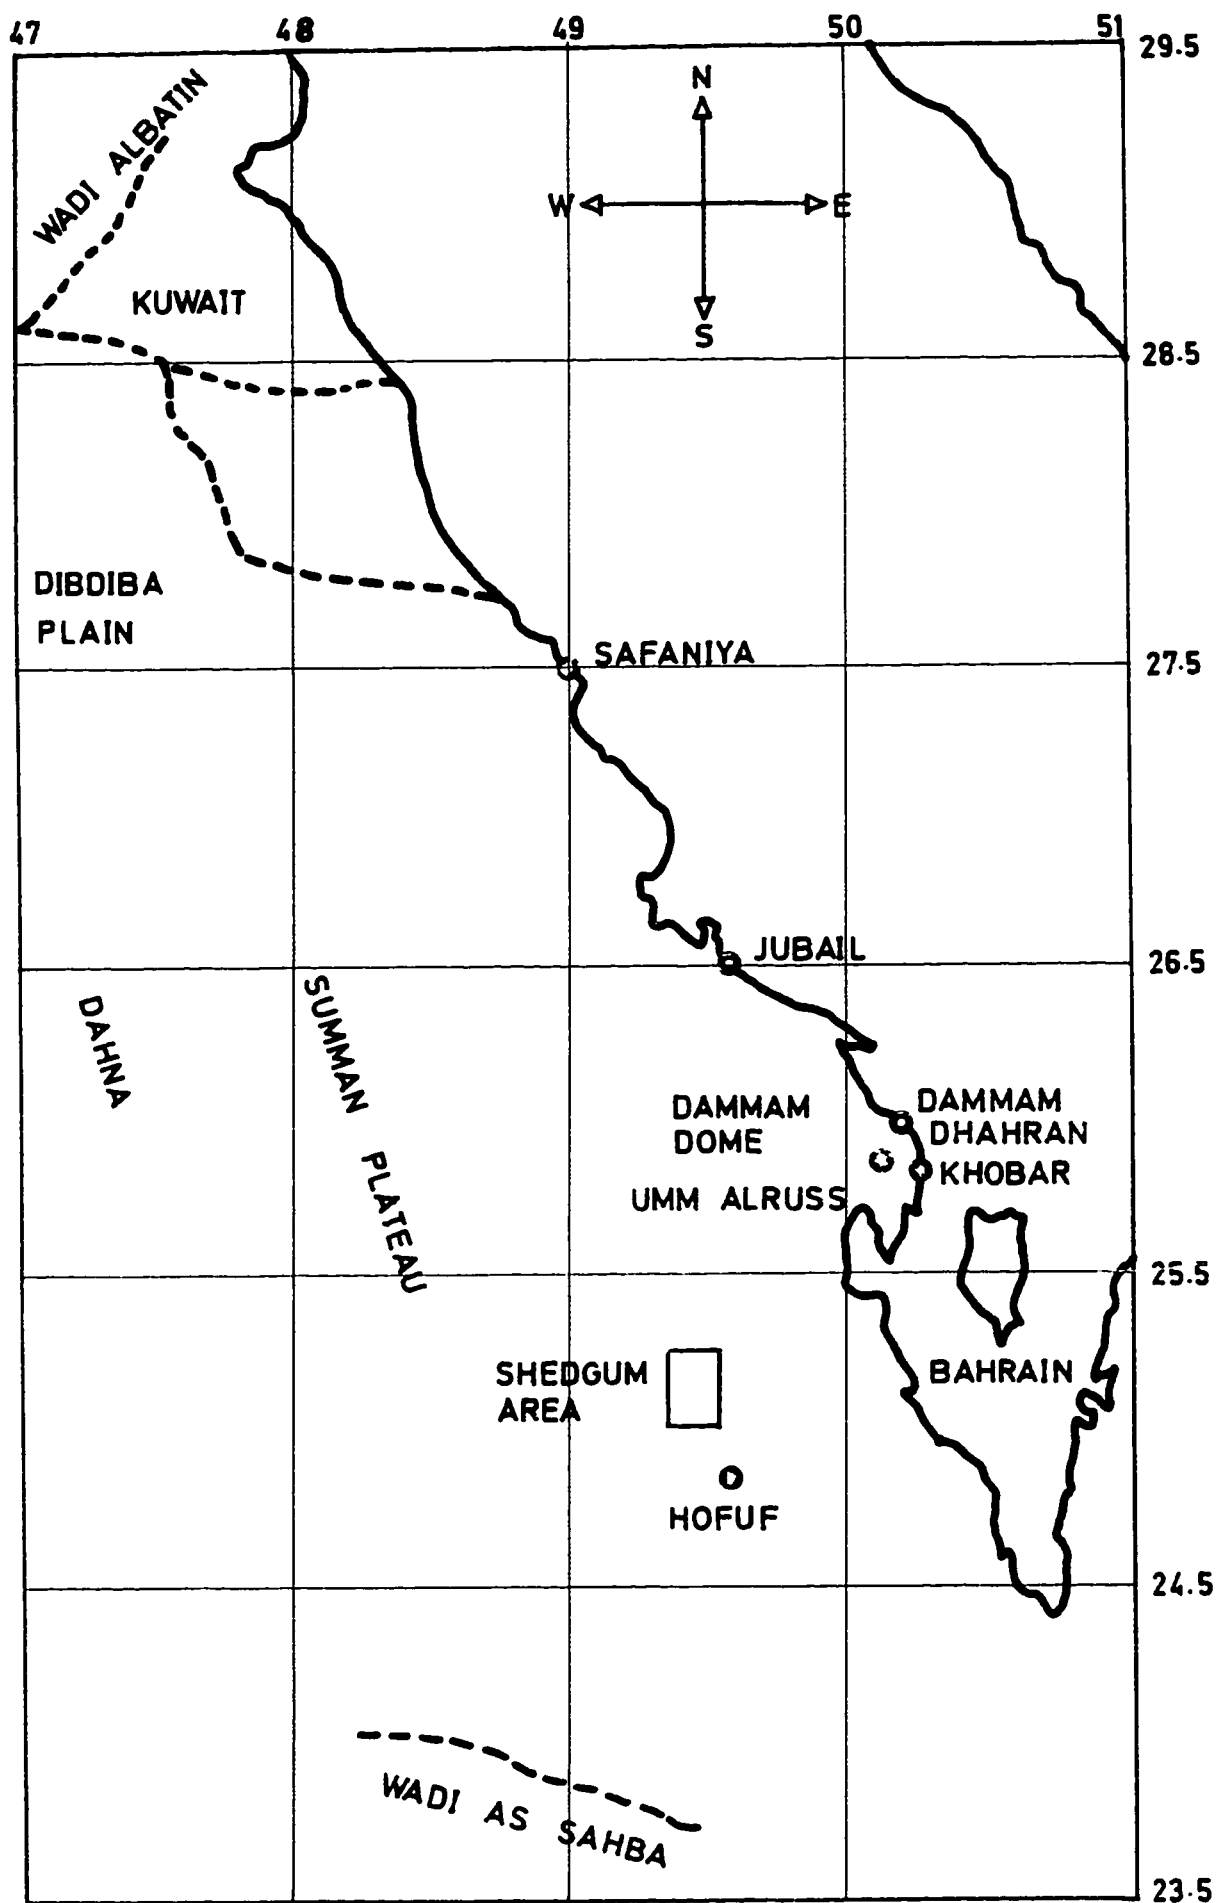 47 48 49 50 51
29.5
N
WADI ALBATIN
W E
KUWAIT
S
28.5
DIBDIBA
PLAIN
SAFANIYA
27.5
JUBAIL
26.5
DAHNA
SUMMAN PLATEAU
DAMMAM
DOME
DAMMAM
DHAHRAN
KHOBAR
UMM ALRUSS
25.5
SHEDGUM
AREA
BAHRAIN
HOFUF
24.5
WADI AS SAHBA
23.5